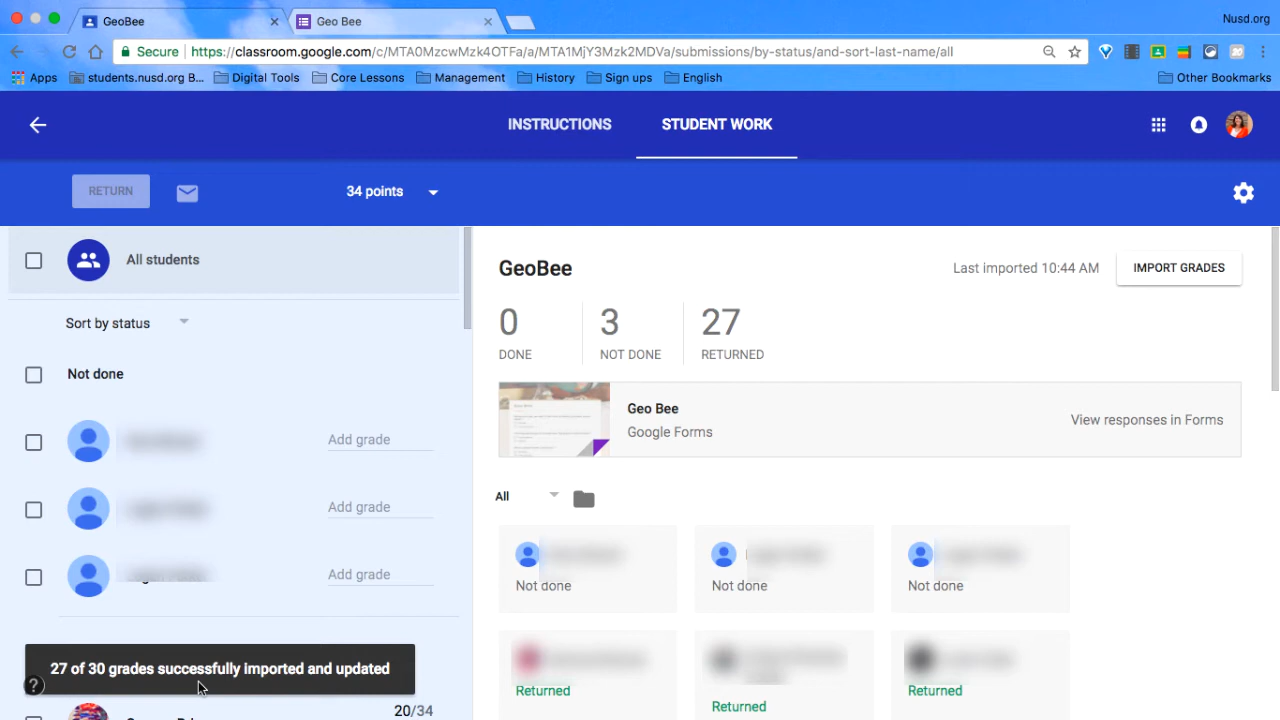 GeoBee
Geo Bee
Nusd.org
Secure https://classroom.google.com/c/MTA0MzcwMzk4OTFa/a/MTA1MjY3Mzk2MDVa/submissions/by-status/and-sort-last-name/all
Apps students.nusd.org B... Digital Tools Core Lessons Management History Sign ups English Other Bookmarks
INSTRUCTIONS STUDENT WORK
RETURN 34 points
All students
Sort by status
Not done
Add grade
Add grade
Add grade
27 of 30 grades successfully imported and updated
?
20/34
GeoBee Last imported 10:44 AM IMPORT GRADES
0 3 27
DONE NOT DONE RETURNED
Geo Bee
Google Forms
View responses in Forms
All
Not done Not done Not done
Returned Returned Returned